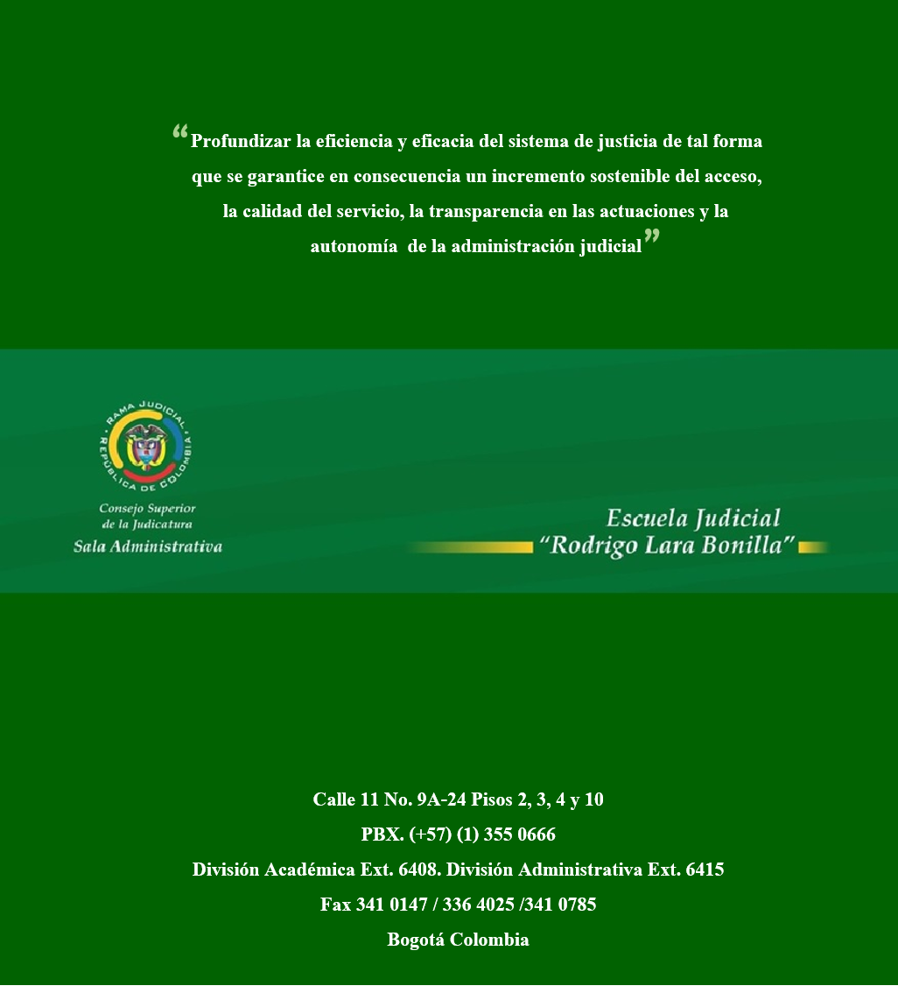 “Profundizar la eficiencia y eficacia del sistema de justicia de tal forma
que se garantice en consecuencia un incremento sostenible del acceso,
la calidad del servicio, la transparencia en las actuaciones y la
autonomía  de la administración judicial”
RAMA JUDICIAL
REPÚBLICA DE COLOMBIA
Consejo Superior
de la Judicatura
Sala Administrativa
Escuela Judicial
“Rodrigo Lara Bonilla”
Calle 11 No. 9A-24 Pisos 2, 3, 4 y 10
PBX. (+57) (1) 355 0666
División Académica Ext. 6408. División Administrativa Ext. 6415
Fax 341 0147 / 336 4025 /341 0785
Bogotá Colombia